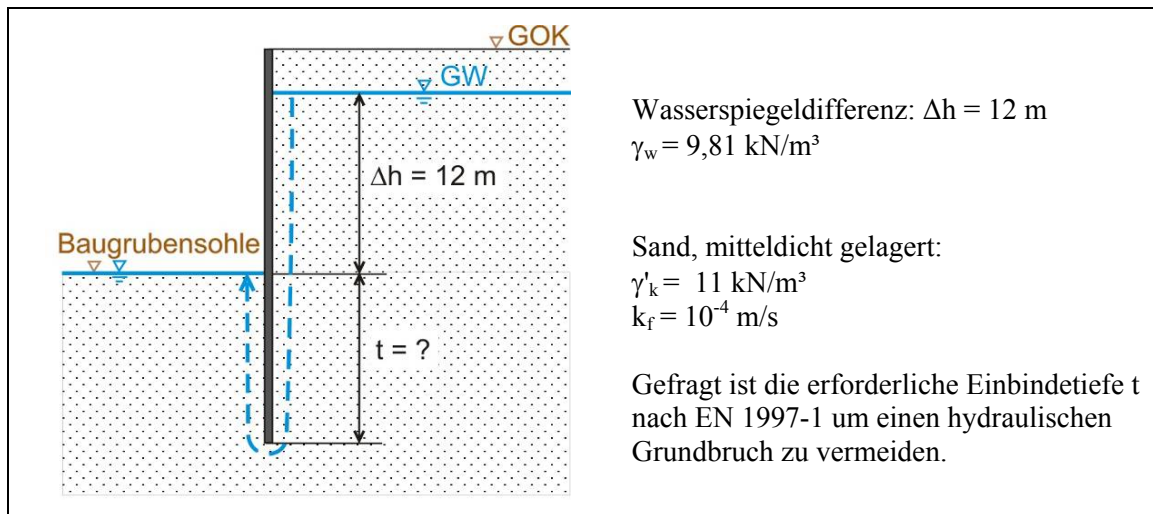 GOK
GW
Δh = 12 m
Baugrubensohle
t = ?
Wasserspiegeldifferenz: Δh = 12 m
γw = 9,81 kN/m³
Sand, mitteldicht gelagert:
γ'k = 11 kN/m³
kf = 10⁻⁴ m/s
Gefragt ist die erforderliche Einbindetiefe t
nach EN 1997-1 um einen hydraulischen
Grundbruch zu vermeiden.